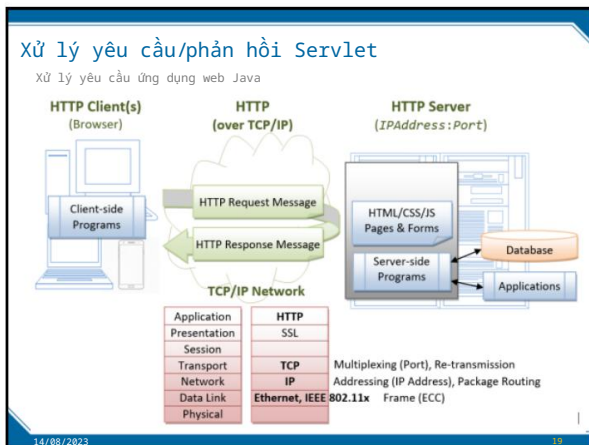 Xử lý yêu cầu/phản hồi Servlet
Xử lý yêu cầu ứng dụng web Java
HTTP Client(s)
(Browser)
HTTP
(over TCP/IP)
HTTP Server
(IPAddress:Port)
Client-side
Programs
HTTP Request Message
HTTP Response Message
HTML/CSS/JS
Pages & Forms
Server-side
Programs
Database
Applications
TCP/IP Network
Application HTTP
Presentation SSL
Session
Transport TCP Multiplexing (Port), Re-transmission
Network IP Addressing (IP Address), Package Routing
Data Link Ethernet, IEEE 802.11x Frame (ECC)
Physical
14/08/2023 19